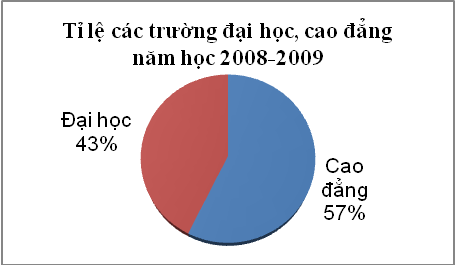 Tỉ lệ các trường đại học, cao đẳng
năm học 2008-2009
Đại học
43%
Cao
đẳng
57%